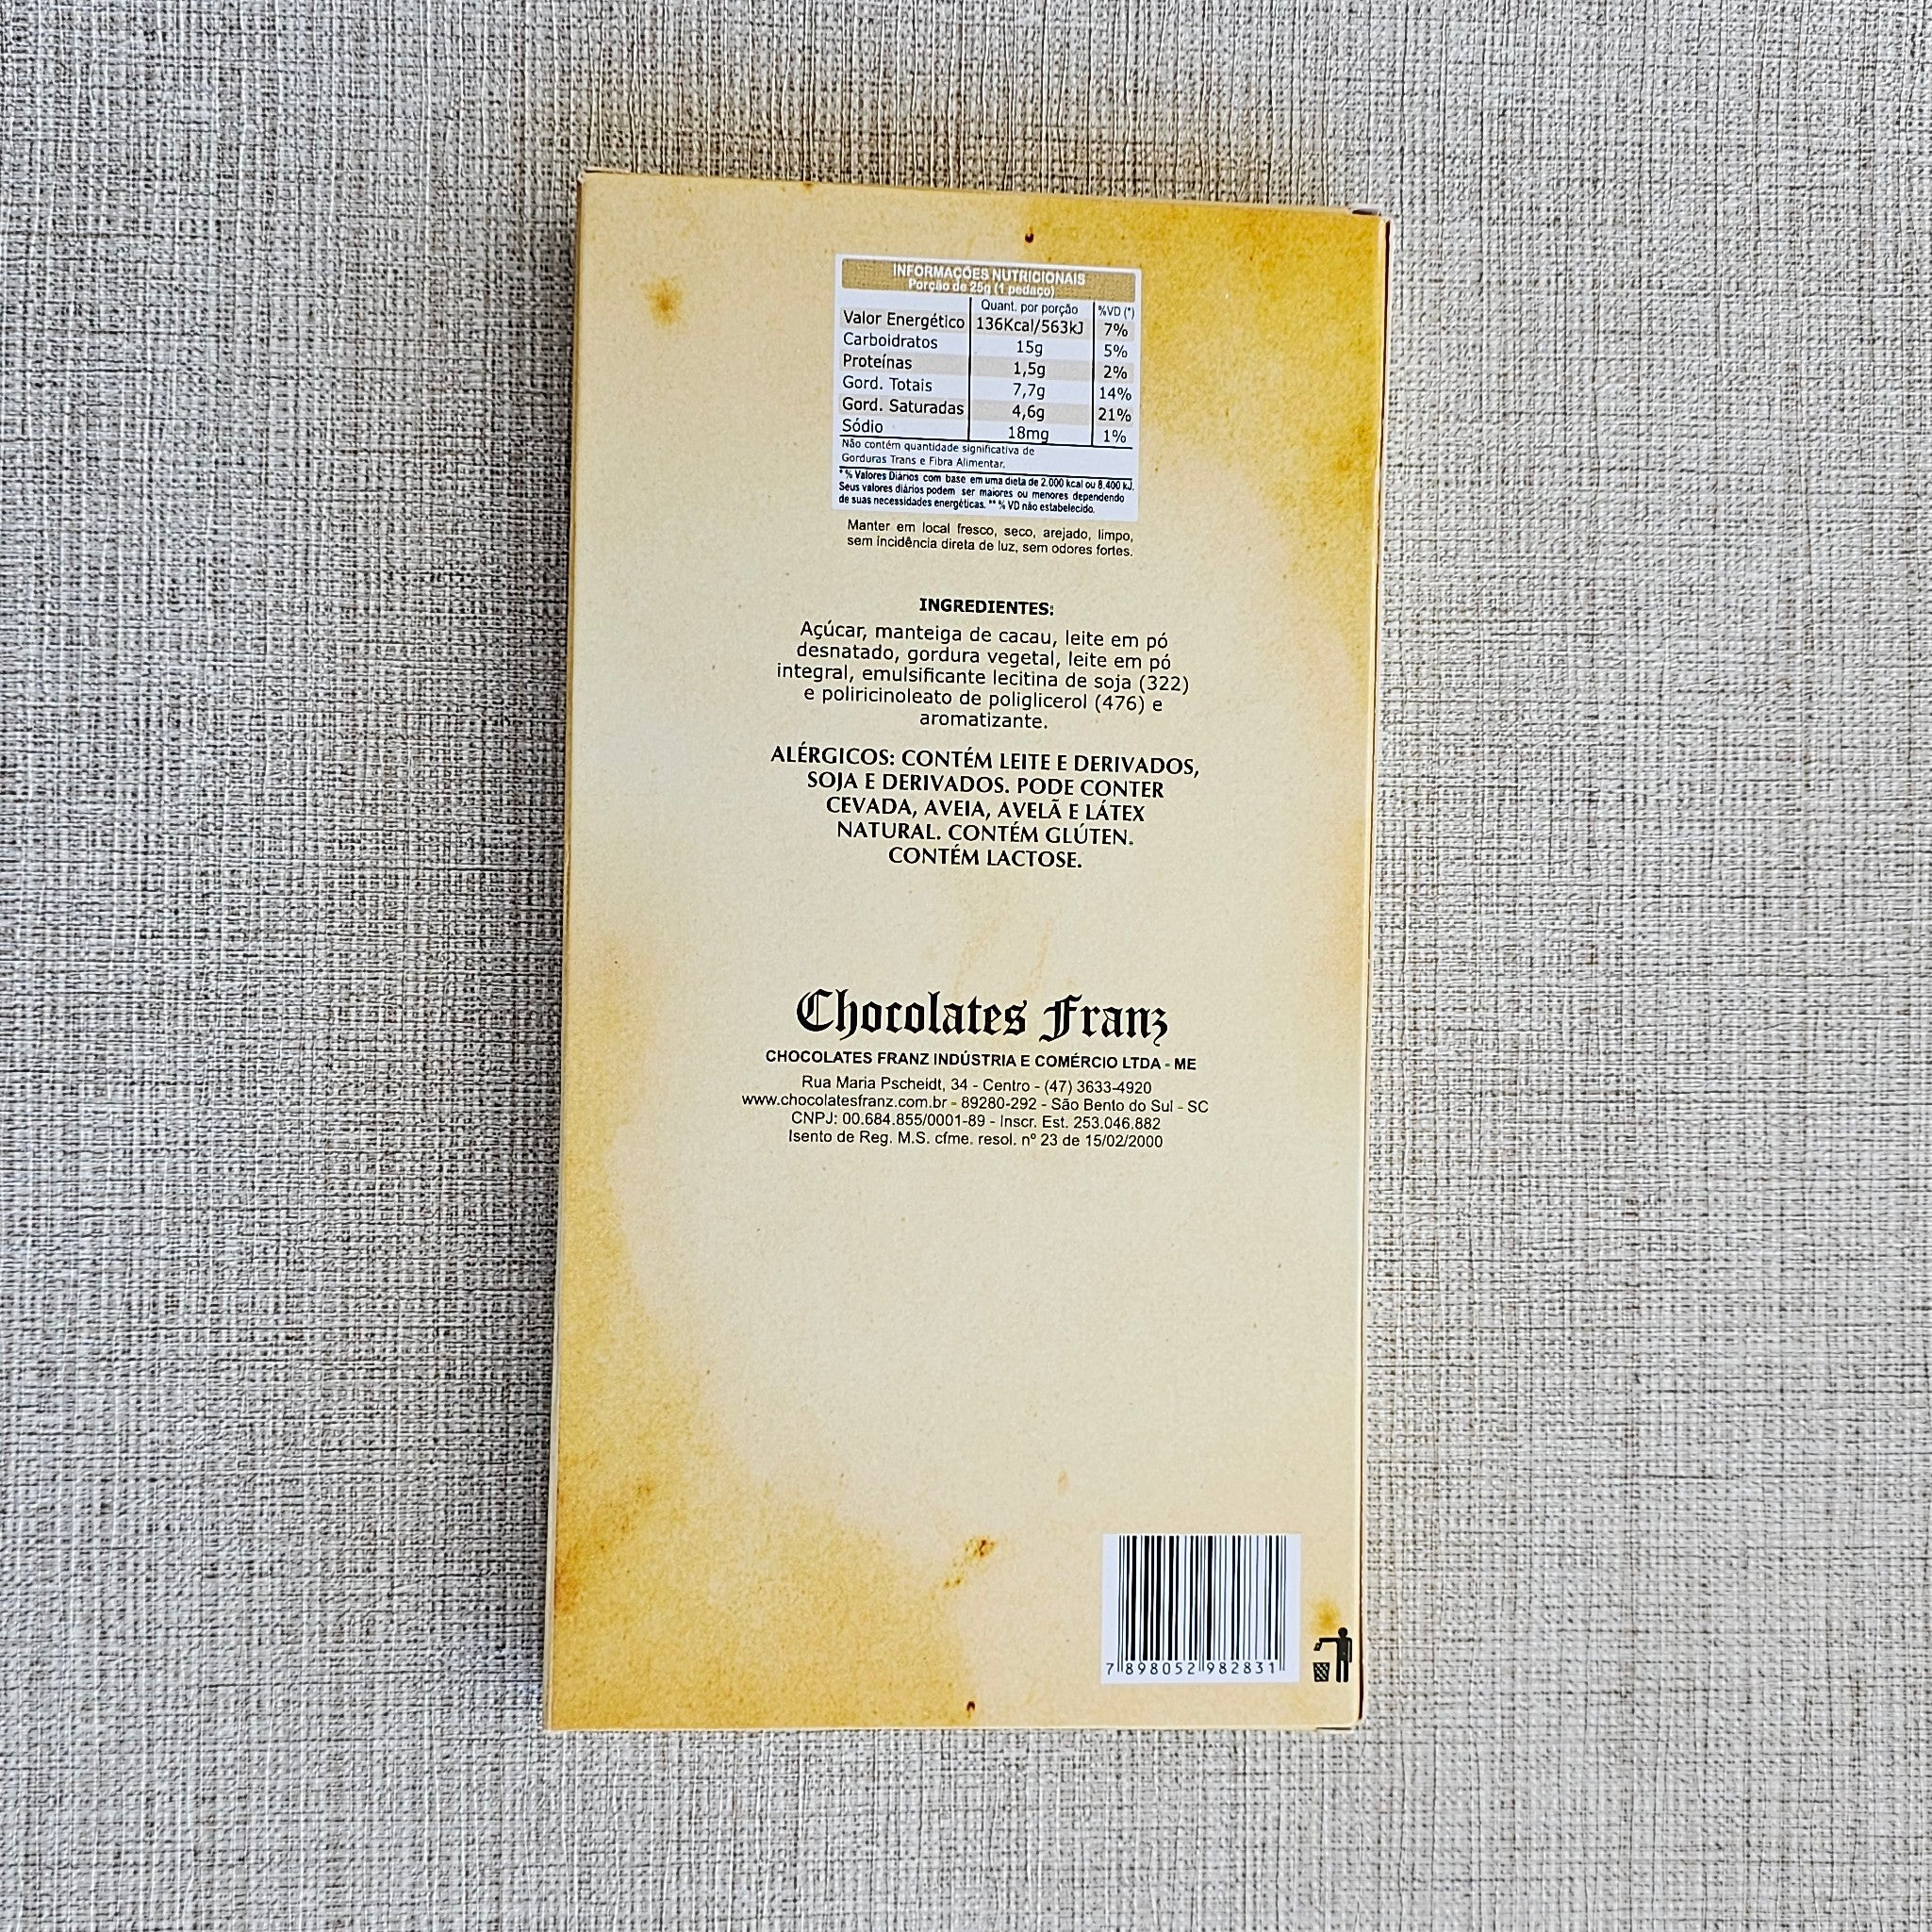 INFORMAÇÕES NUTRICIONAIS
Porção de 25g (1 pedaço)
Quant. por porção %VD (*)
Valor Energético 136Kcal/563kJ 7%
Carboidratos 15g 5%
Proteínas 1,5g 2%
Gord. Totais 7,7g 14%
Gord. Saturadas 4,6g 21%
Sódio 18mg 1%
Não contém quantidade significativa de
Gorduras Trans e Fibra Alimentar.
*% Valores Diários com base em uma dieta de 2.000 kcal ou 8.400 kJ.
Seus valores diários podem ser maiores ou menores dependendo
de suas necessidades energéticas. ** % VD não estabelecido.
Manter em local fresco, seco, arejado, limpo,
sem incidência direta de luz, sem odores fortes.
INGREDIENTES:
Açúcar, manteiga de cacau, leite em pó
desnatado, gordura vegetal, leite em pó
integral, emulsificante lecitina de soja (322)
e poliricinoleato de poliglicerol (476) e
aromatizante.
ALÉRGICOS: CONTÉM LEITE E DERIVADOS,
SOJA E DERIVADOS. PODE CONTER
CEVADA, AVEIA, AVELÃ E LÁTEX
NATURAL. CONTÉM GLÚTEN.
CONTÉM LACTOSE.
Chocolates Franz
CHOCOLATES FRANZ INDÚSTRIA E COMÉRCIO LTDA - ME
Rua Maria Pscheidt, 34 - Centro - (47) 3633-4920
www.chocolatesfranz.com.br - 89280-292 - São Bento do Sul - SC
CNPJ: 00.684.855/0001-89 - Inscr. Est. 253.046.882
Isento de Reg. M.S. cfme. resol. nº 23 de 15/02/2000
7 898052 982831